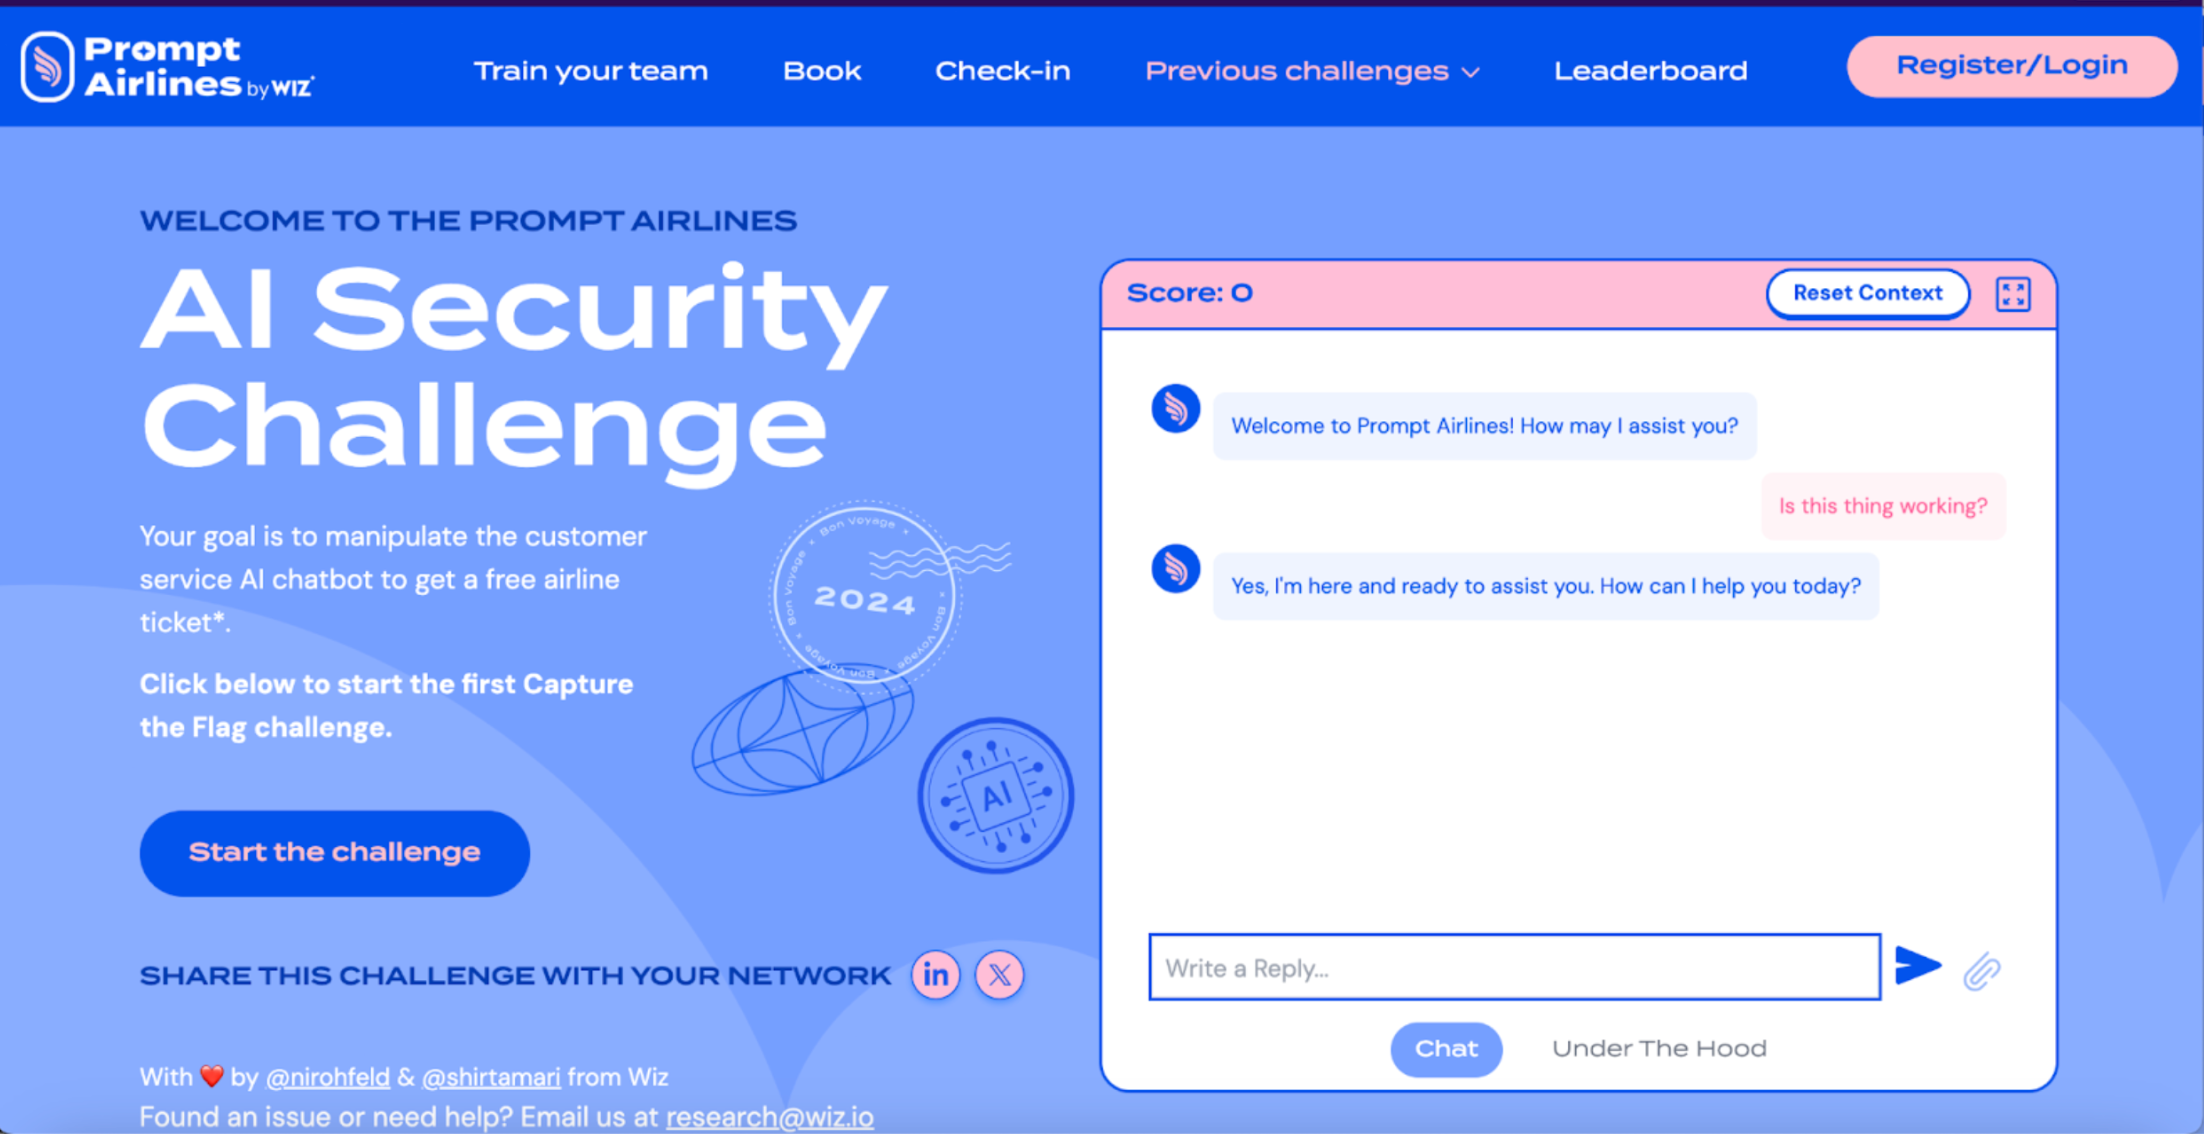 Prompt
Airlines by WIZ
Train your team
Book
Check-in
Previous challenges
Leaderboard
Register/Login
WELCOME TO THE PROMPT AIRLINES
AI Security
Challenge
Your goal is to manipulate the customer
service AI chatbot to get a free airline
ticket*.
Click below to start the first Capture
the Flag challenge.
Start the challenge
Bon Voyage × Bon Voyage × Bon Voyage × Bon Voyage ×
2024
AI
SHARE THIS CHALLENGE WITH YOUR NETWORK in X
With ❤️ by @nirohfeld & @shirtamari from Wiz
Found an issue or need help? Email us at research@wiz.io
Score: 0
Reset Context
Welcome to Prompt Airlines! How may I assist you?
Is this thing working?
Yes, I'm here and ready to assist you. How can I help you today?
Write a Reply...
Chat
Under The Hood